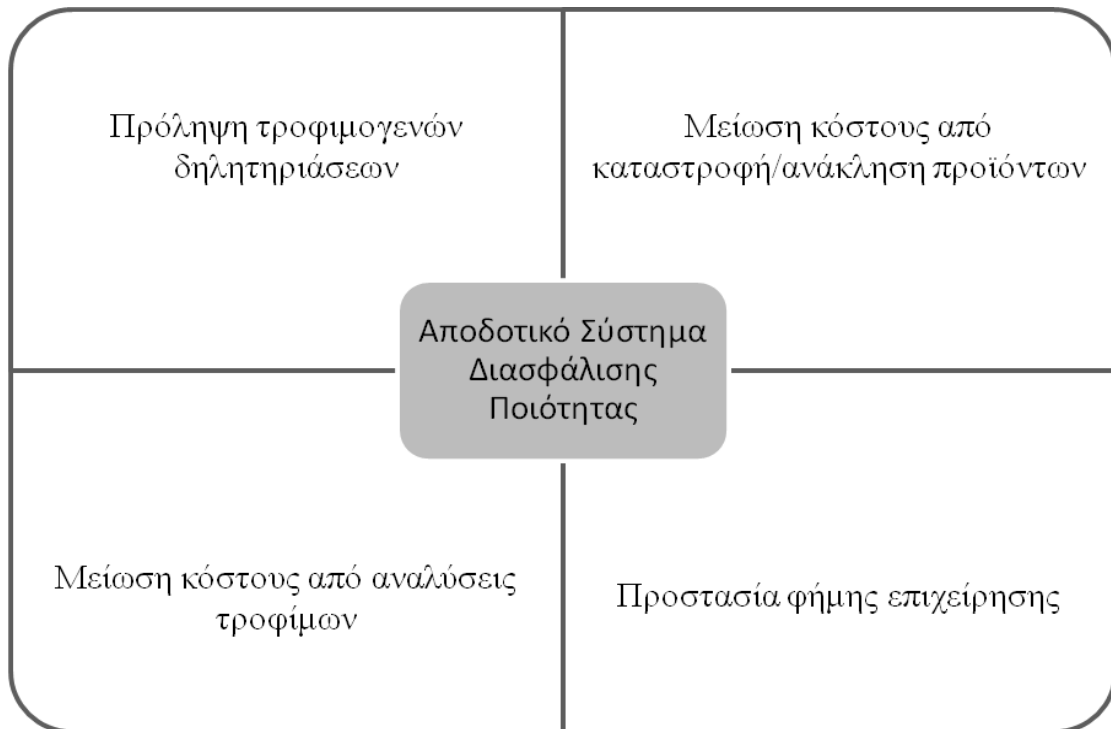 Πρόληψη τροφιμογενών
δηλητηριάσεων
Μείωση κόστους από
καταστροφή/ανάκληση προϊόντων
Αποδοτικό Σύστημα
Διασφάλισης
Ποιότητας
Μείωση κόστους από αναλύσεις
τροφίμων
Προστασία φήμης επιχείρησης